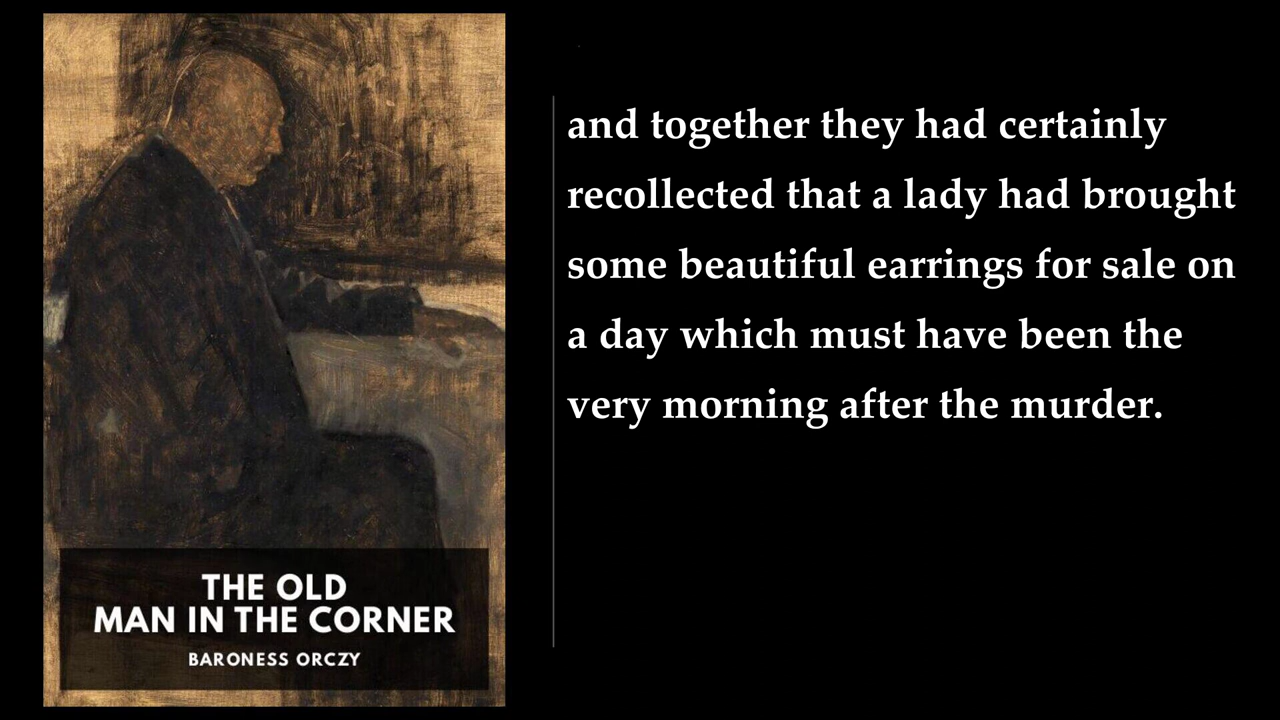 THE OLD
MAN IN THE CORNER
BARONESS ORCZY
and together they had certainly
recollected that a lady had brought
some beautiful earrings for sale on
a day which must have been the
very morning after the murder.